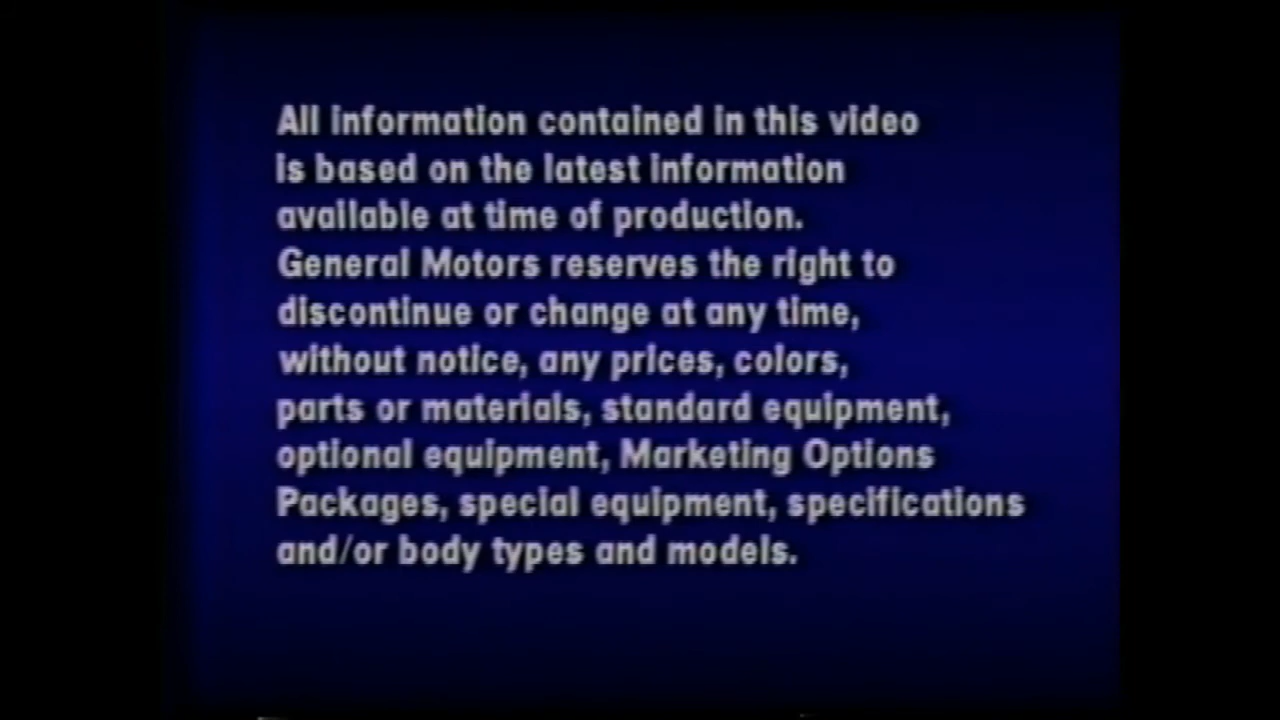 All information contained in this video
is based on the latest information
available at time of production.
General Motors reserves the right to
discontinue or change at any time,
without notice, any prices, colors,
parts or materials, standard equipment,
optional equipment, Marketing Options
Packages, special equipment, specifications
and/or body types and models.